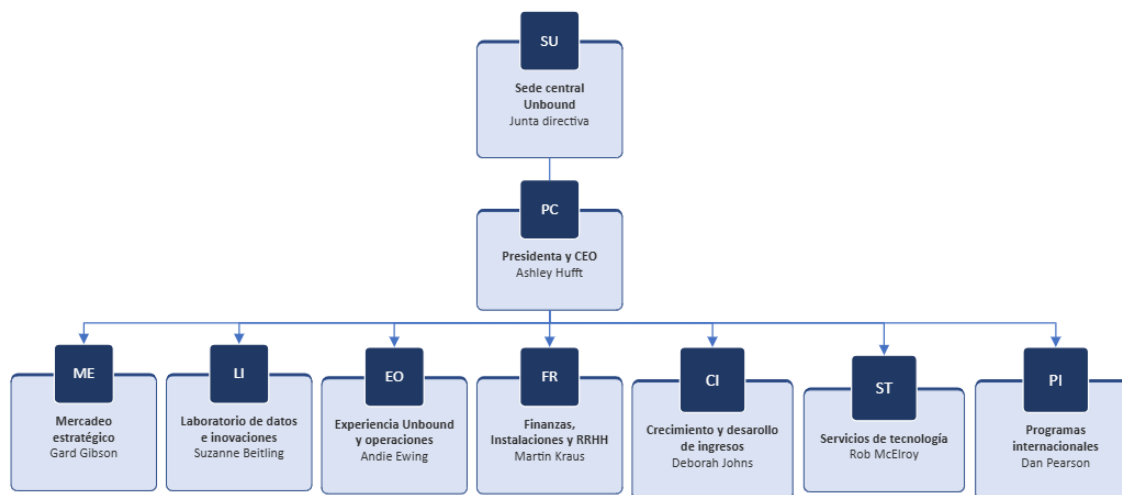 SU
Sede central
Unbound
Junta directiva
PC
Presidenta y CEO
Ashley Hufft
ME
Mercadeo
estratégico
Gard Gibson
LI
Laboratorio de datos
e inovaciones
Suzanne Beitling
EO
Experiencia Unbound
y operaciones
Andie Ewing
FR
Finanzas,
Instalaciones y RRHH
Martin Kraus
CI
Crecimiento y desarollo
de ingresos
Deborah Johns
ST
Servicios de tecnología
Rob McElroy
PI
Programas
internacionales
Dan Pearson